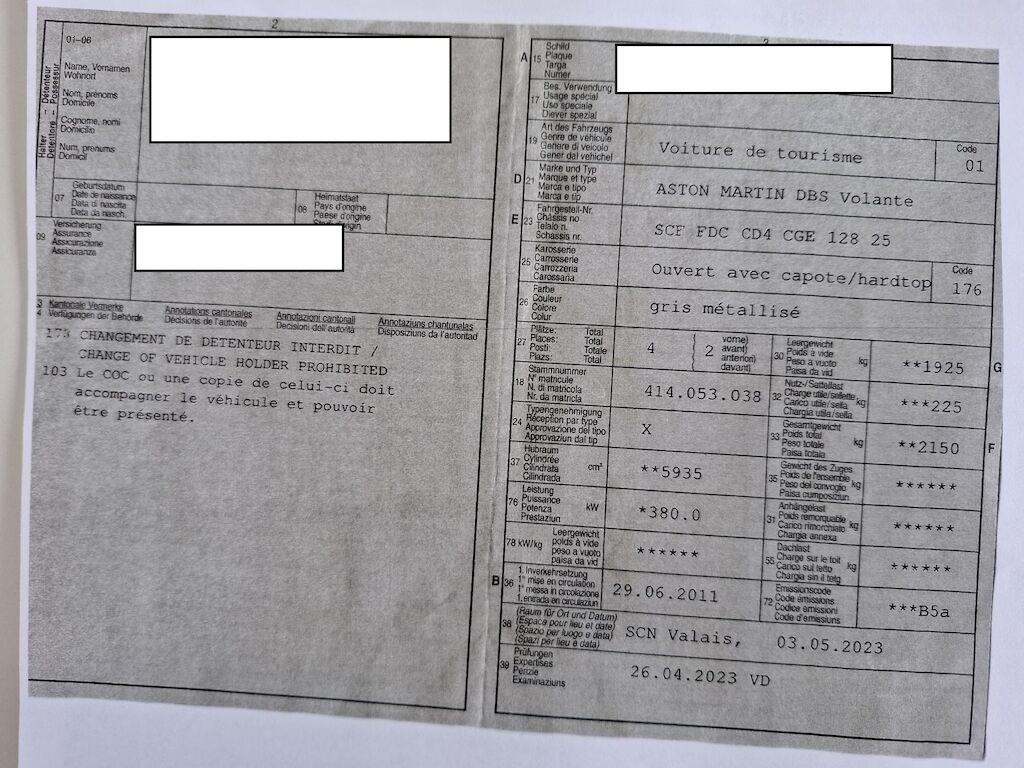 2
01-06
Halter – Détenteur
Detentore – Possessur
Name, Vornamen
Wohnort
Nom, prénoms
Domicile
Cognome, nomi
Domicilio
Num, prenums
Domicil
07
Geburtsdatum
Date de naissance
Data di nascita
Data da nasch.
08
Heimatstaat
Pays d'origine
Paese d'origine
09
Versicherung
Assurance
Assicurazione
Assicuranza
Kantonale Vermerke
Verfügungen der Behörde
Annotations cantonales
Décisions de l'autorité
Annotazioni cantonali
Decisioni dell'autorità
Annotaziuns chantunalas
Disposiziuns da l'autoritad
CHANGEMENT DE DETENTEUR INTERDIT /
CHANGE OF VEHICLE HOLDER PROHIBITED
103 Le COC ou une copie de celui-ci doit
accompagner le véhicule et pouvoir
être présenté.
A 15
Schild
Plaque
Targa
Numer
17
Bes. Verwendung
Usage spécial
Uso speciale
Diever spezial
19
Art des Fahrzeugs
Genre de véhicule
Genere di veicolo
Gener dal vehichel
Voiture de tourisme
Code
01
D 21
Marke und Typ
Marque et type
Marca e tipo
Marca e tip
ASTON MARTIN DBS Volante
E 23
Fahrgestell-Nr.
Châssis no
Telaio n.
Schassis nr.
SCF FDC CD4 CGE 128 25
25
Karosserie
Carrosserie
Carrozzeria
Carossaria
Ouvert avec capote/hardtop
Code
176
26
Farbe
Couleur
Colore
Colur
gris métallisé
27
Plätze: Total
Places: Total
Posti: Totale
Plazs: Total
4
2
vorne)
avant)
anteriori)
davant)
30
Leergewicht
Poids à vide kg
Peso a vuoto
Paisa da vid
**1925
G
18
Stammnummer
N° matricule
N. di matricola
Nr. da matricla
414.053.038
32
Nutz-/Sattellast
Charge utile/sellette kg
Carico utile/sella
Chargia utila/sella
***225
24
Typengenehmigung
Réception par type
Approvazione del tipo
Approvaziun dal tip
X
33
Gesamtgewicht
Poids total kg
Peso totale
Paisa totala
**2150
F
37
Hubraum
Cylindrée cm³
Cilindrata
Cilindrada
**5935
35
Gewicht des Zuges
Poids de l'ensemble kg
Peso del convoglio
Paisa cumposiziun
******
76
Leistung
Puissance kW
Potenza
Prestaziun
*380.0
31
Anhängelast
Poids remorquable kg
Carico rimorchiato
Chargia annexa
******
78 kW/kg
Leergewicht
poids à vide
peso a vuoto
paisa da vid
******
55
Dachlast
Charge sur le toit kg
Carico sul tetto
Chargia sin il tetg
******
B 36
1. Inverkehrsetzung
1re mise en circulation
1a messa in circolazione
1. entrada en circulaziun
29.06.2011
72
Emissionscode
Code émissions
Codice emissioni
Code d'emissiuns
***B5a
38
(Raum für Ort und Datum)
(Espace pour lieu et date)
(Spazio per luogo e data)
(Spazi per lieu e data)
SCN Valais, 03.05.2023
39
Prüfungen
Expertises
Perizie
Examinaziuns
26.04.2023 VD